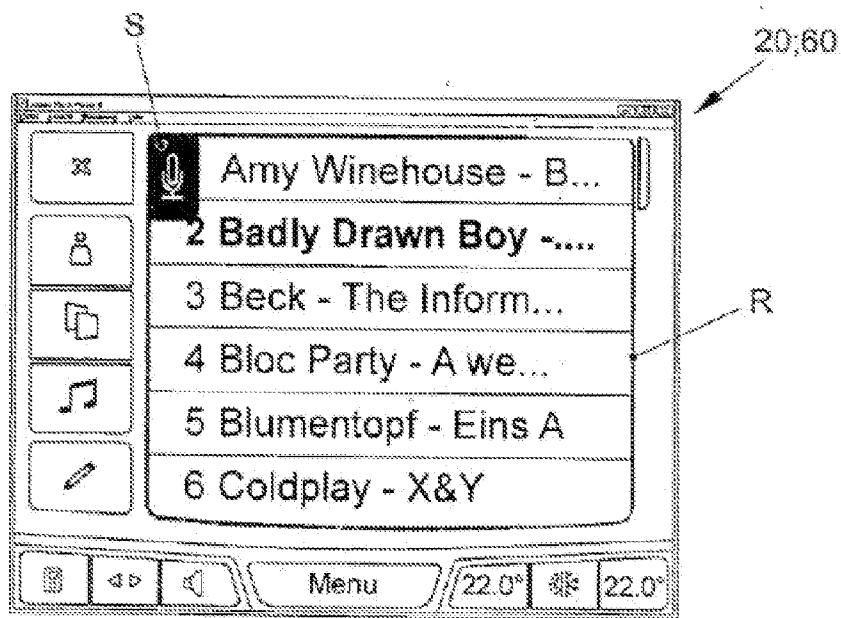 S
20;60
Amy Winehouse - B...
2 Badly Drawn Boy -....
3 Beck - The Inform...
R
4 Bloc Party - A we...
5 Blumentopf - Eins A
6 Coldplay - X&Y
Menu 22.0° 22.0°